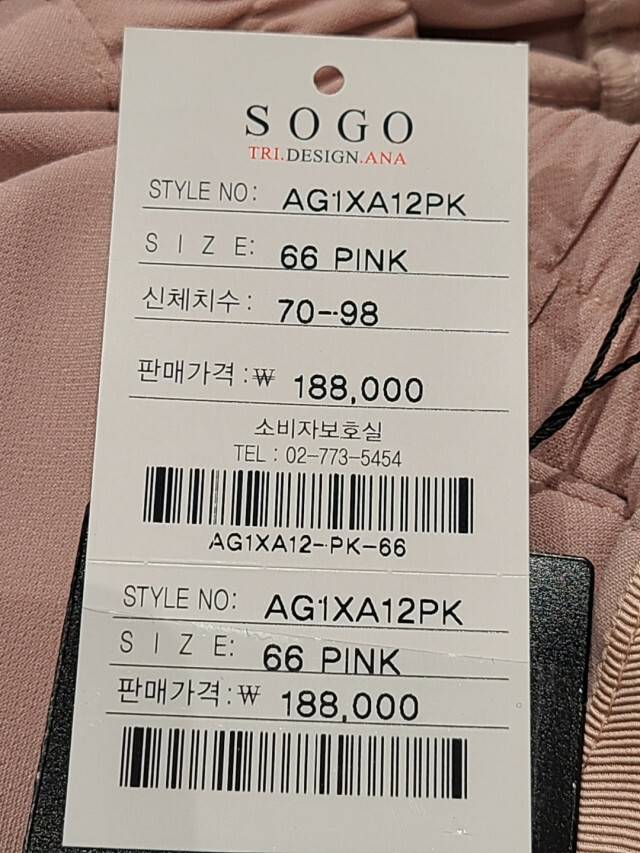 SOGO
TRI.DESIGN.ANA
STYLE NO: AG1XA12PK
SIZE: 66 PINK
신체치수: 70--98
판매가격:₩ 188,000
소비자보호실
TEL : 02-773-5454
AG1XA12-PK-66
STYLE NO: AG1XA12PK
SIZE: 66 PINK
판매가격:₩ 188,000